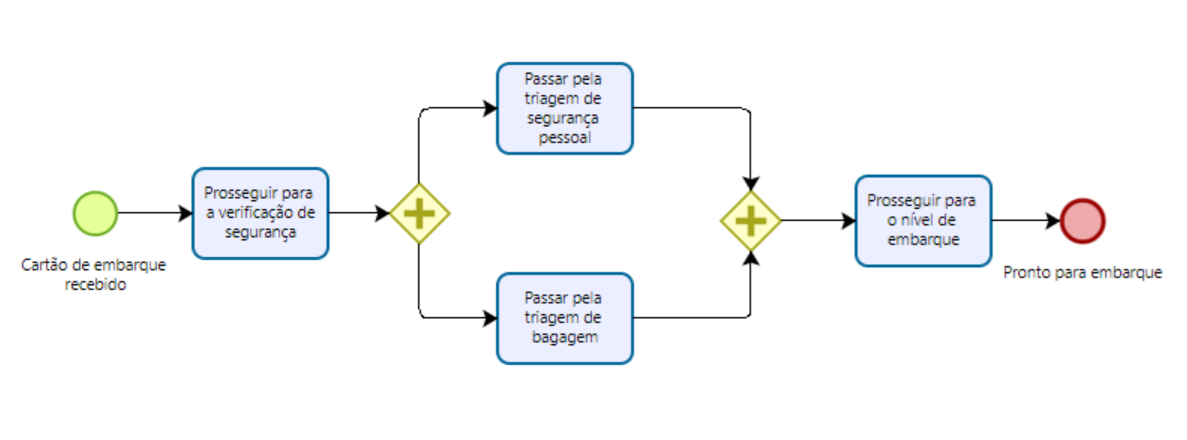 Cartão de embarque
recebido
Prosseguir para
a verificação de
segurança
Passar pela
triagem de
segurança
pessoal
Passar pela
triagem de
bagagem
Prosseguir para
o nível de
embarque
Pronto para embarque